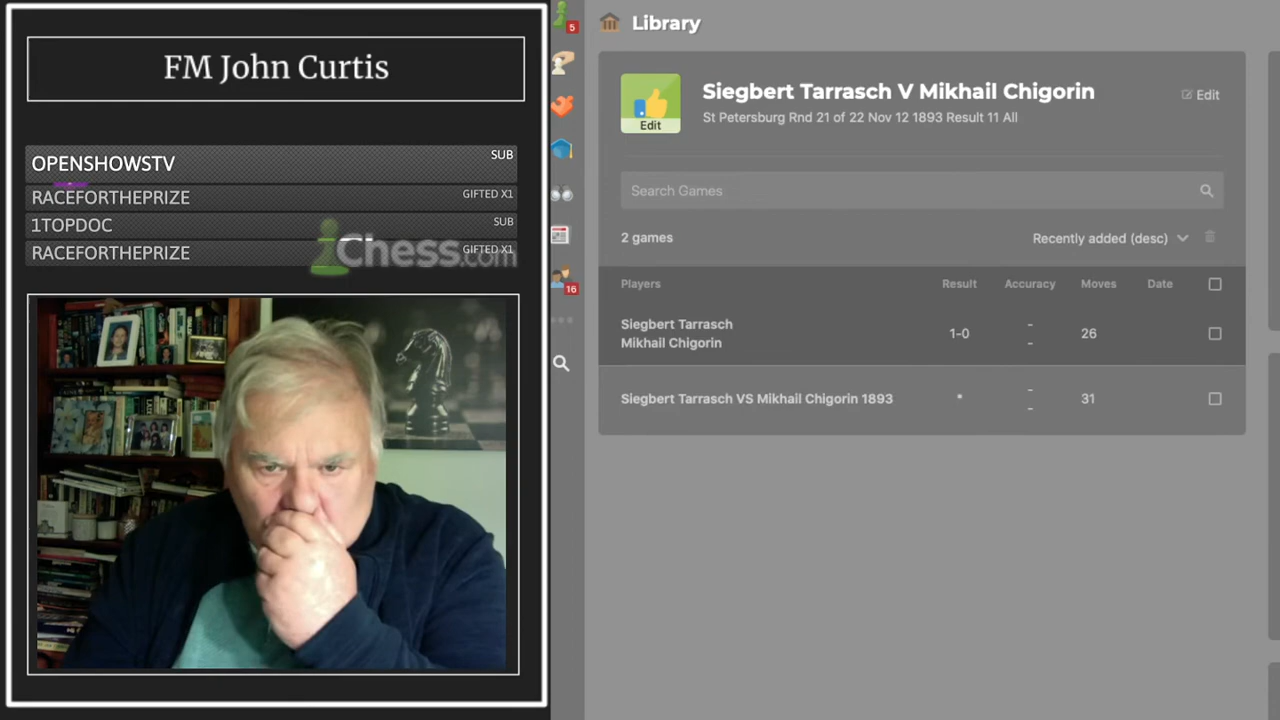 FM John Curtis
OPENSHOWSTV SUB
RACEFORTHEPRIZE GIFTED X1
1TOPDOC SUB
RACEFORTHEPRIZE GIFTED X1
Chess.com
5
16
Library
Edit
Siegbert Tarrasch V Mikhail Chigorin
St Petersburg Rnd 21 of 22 Nov 12 1893 Result 11 All
Edit
Search Games
2 games Recently added (desc)
Players Result Accuracy Moves Date
Siegbert Tarrasch -
1-0 26
Mikhail Chigorin -
-
Siegbert Tarrasch VS Mikhail Chigorin 1893 * 31
-